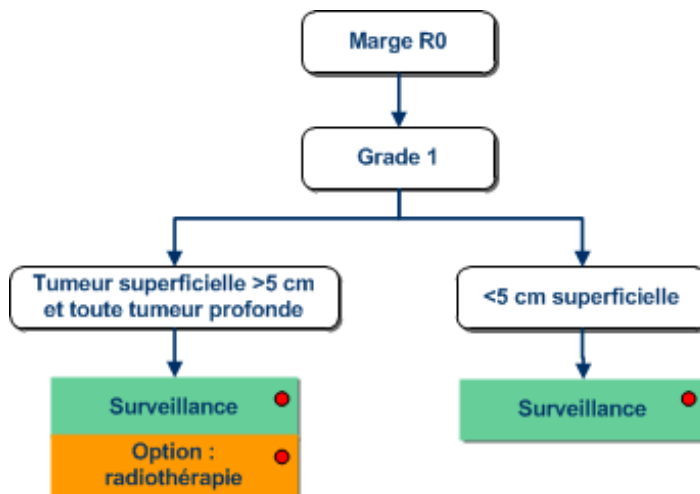 Marge R0
Grade 1
Tumeur superficielle >5 cm
et toute tumeur profonde
<5 cm superficielle
Surveillance
Option :
radiothérapie
Surveillance